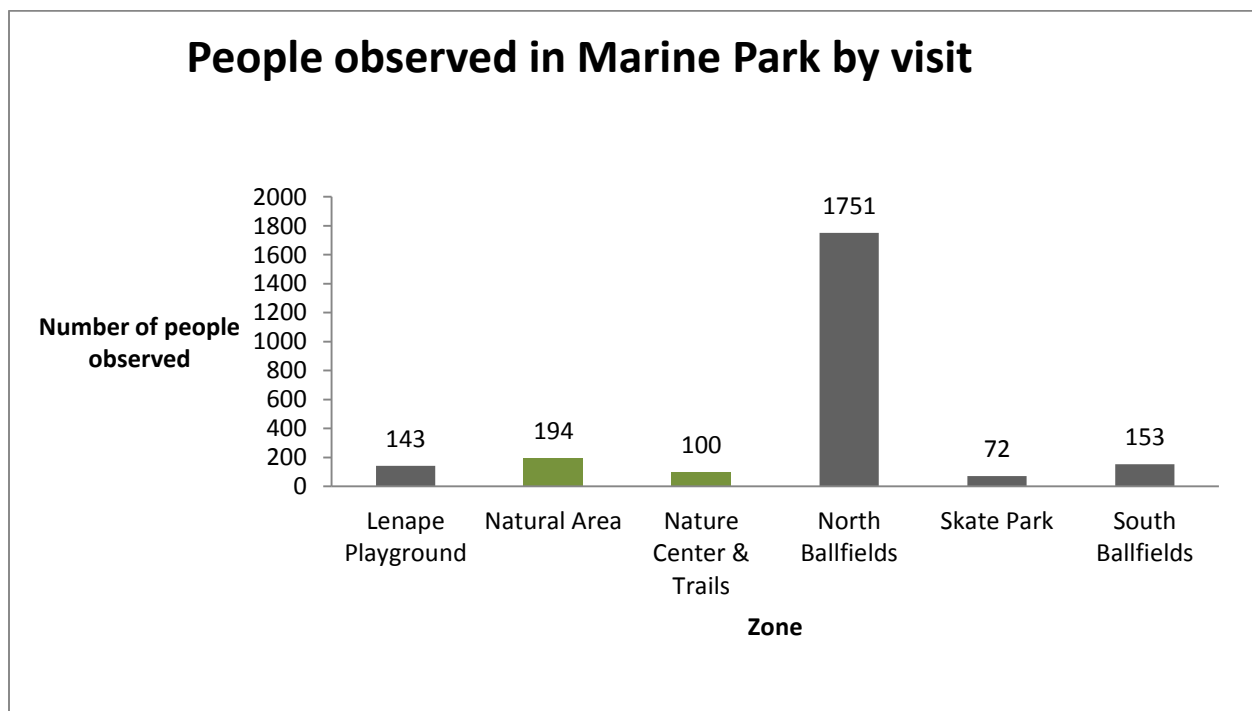 People observed in Marine Park by visit
Number of people
observed
2000
1800
1600
1400
1200
1000
800
600
400
200
0
143
194
100
1751
72
153
Lenape
Playground
Natural Area
Nature
Center &
Trails
North
Ballfields
Skate Park
South
Ballfields
Zone